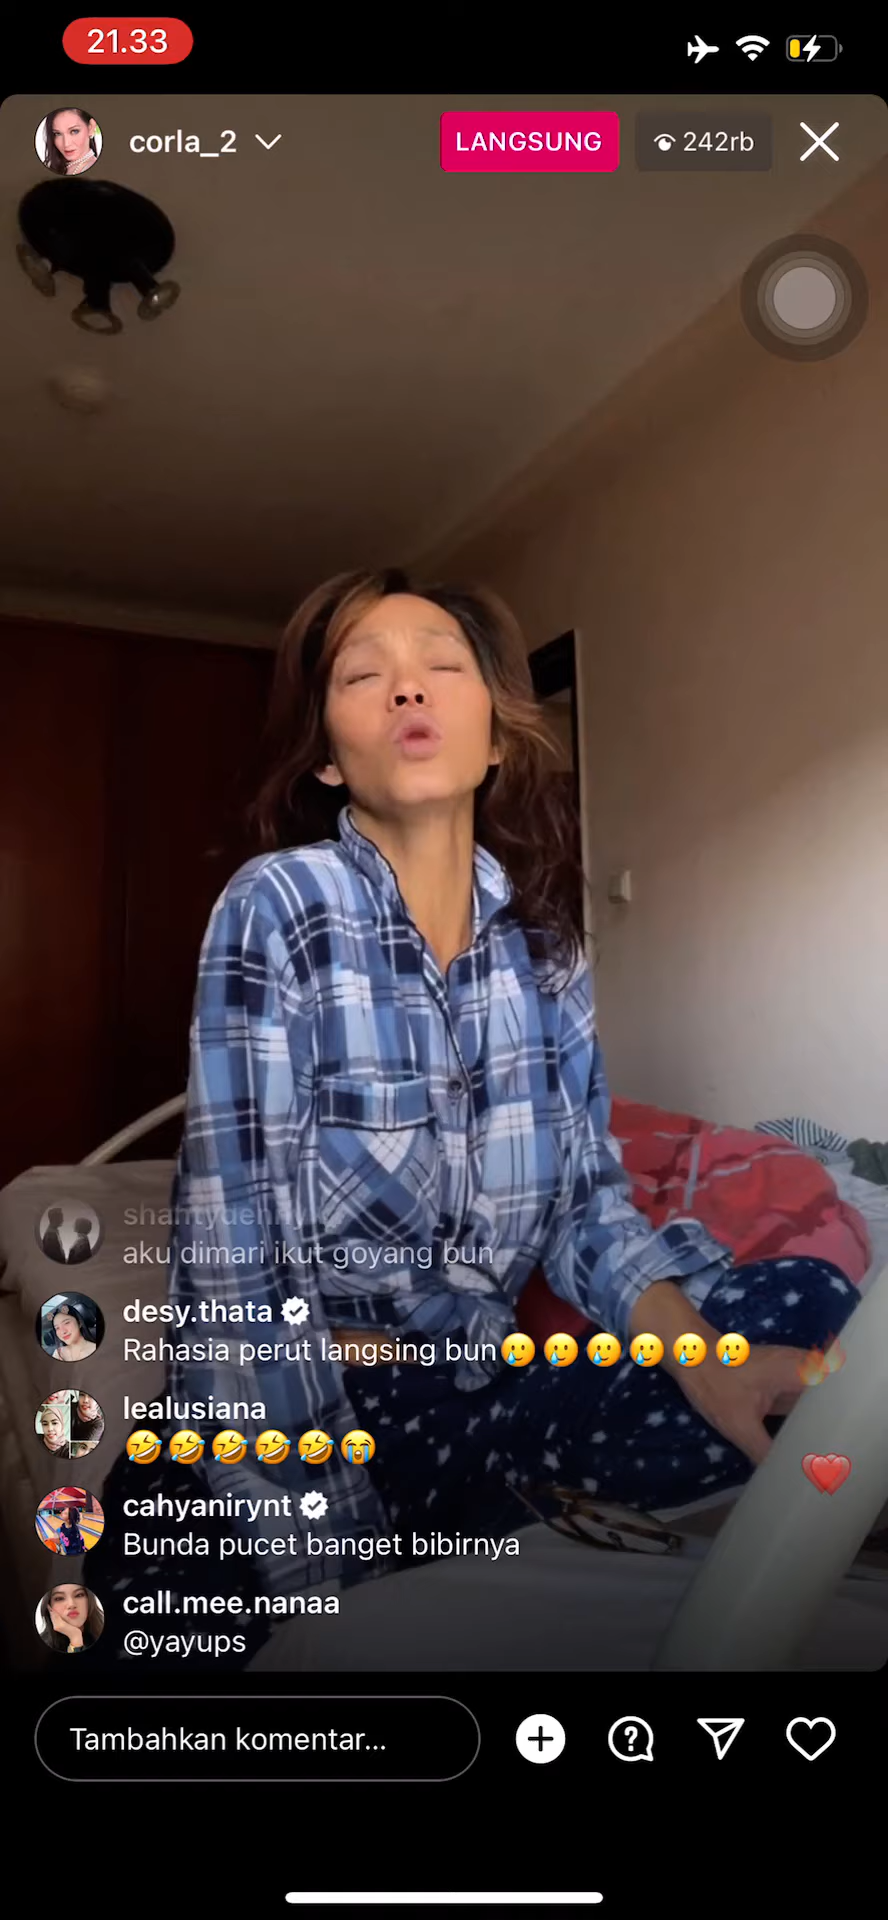 21.33
corla_2
LANGSUNG
242rb
shantydenny
aku dimari ikut goyang bun
desy.thata
Rahasia perut langsing bun🥲🥲🥲🥲🥲🥲
lealusiana
🤣🤣🤣🤣🤣😭
cahyanirynt
Bunda pucet banget bibirnya
call.mee.nanaa
@yayups
Tambahkan komentar...